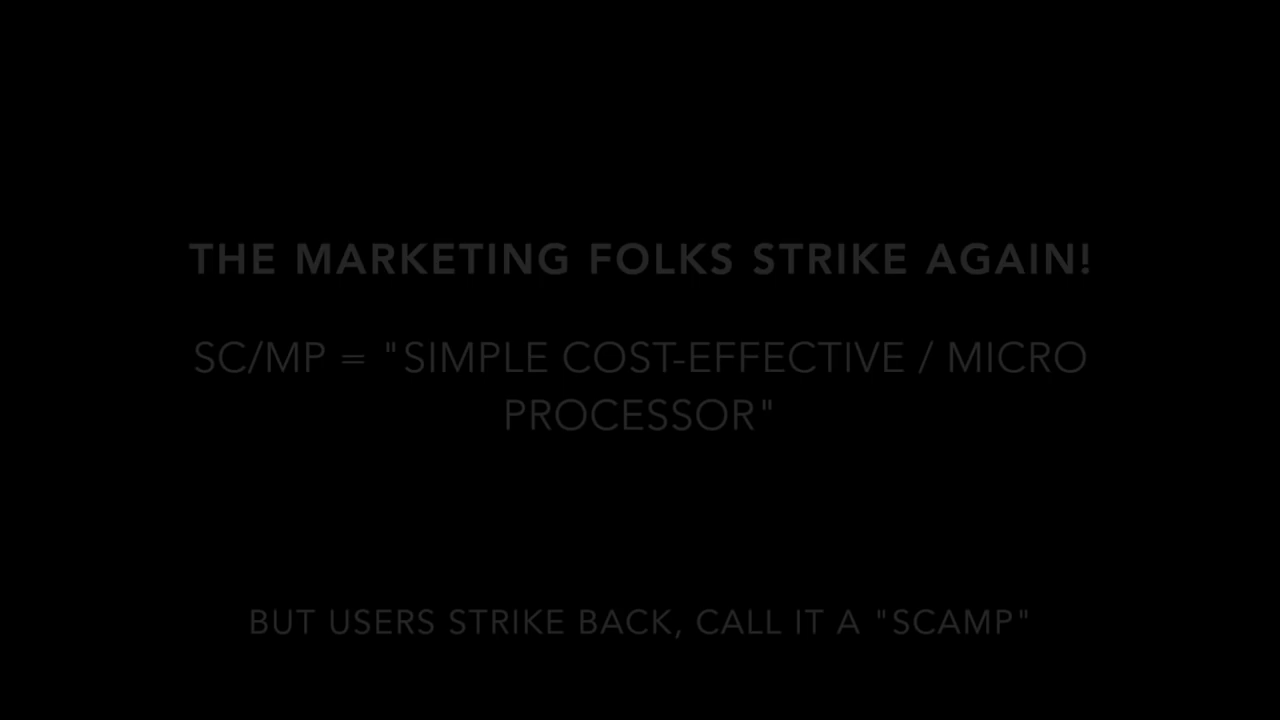 THE MARKETING FOLKS STRIKE AGAIN!
SC/MP = "SIMPLE COST-EFFECTIVE / MICRO
PROCESSOR"
BUT USERS STRIKE BACK, CALL IT A "SCAMP"